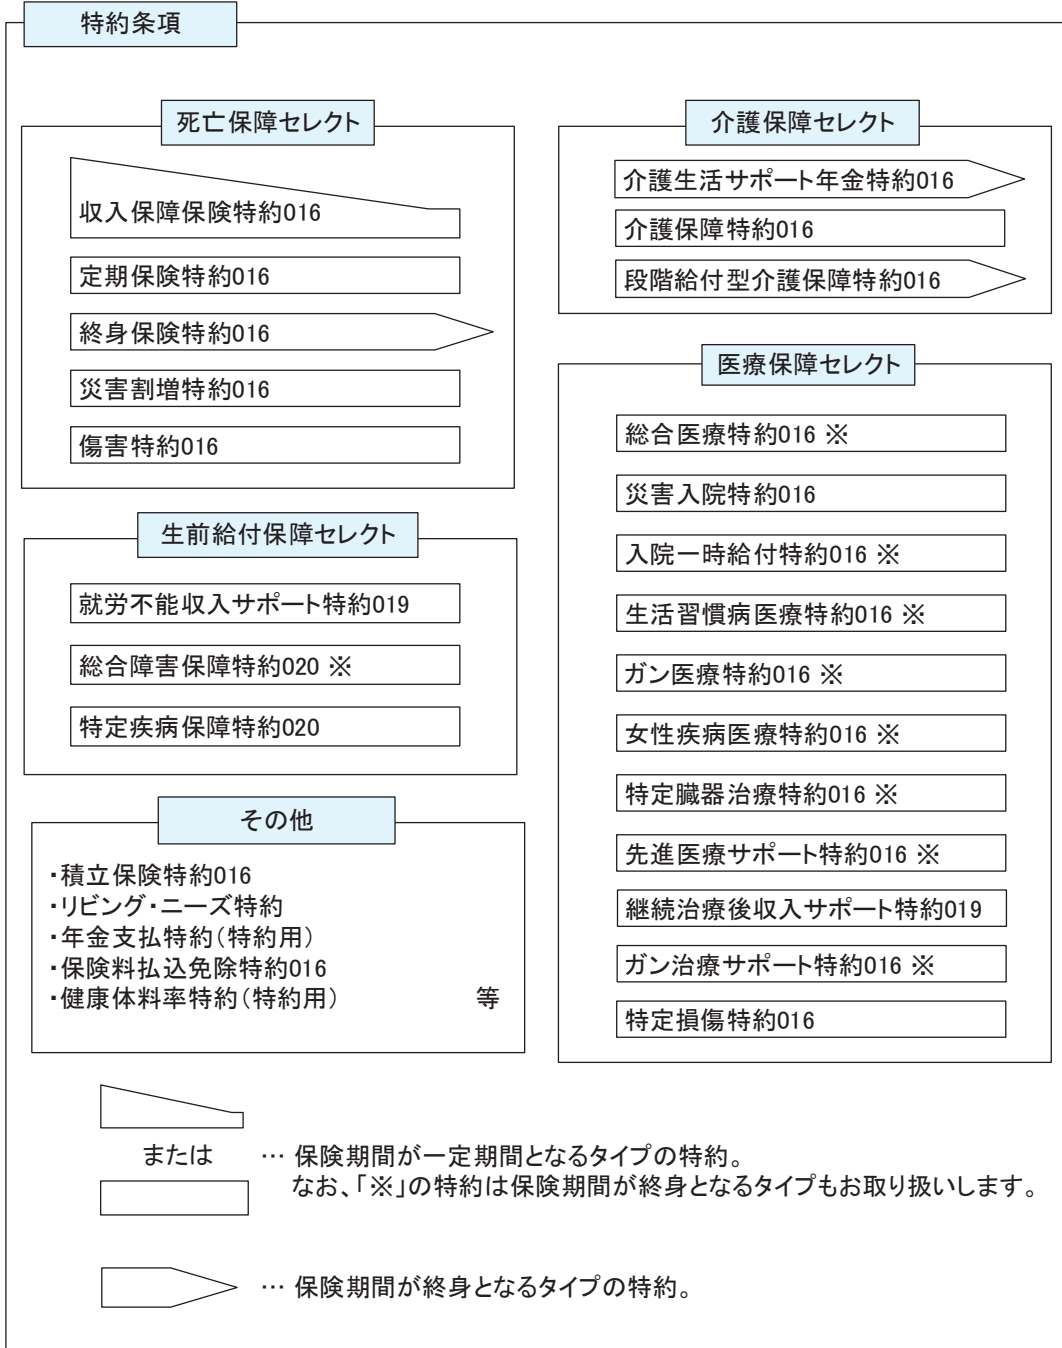 特約条項
死亡保障セレクト
収入保障保険特約016
定期保険特約016
終身保険特約016
災害割増特約016
傷害特約016
生前給付保障セレクト
就労不能収入サポート特約019
総合障害保障特約020 ※
特定疾病保障特約020
その他
・積立保険特約016
・リビング・ニーズ特約
・年金支払特約（特約用）
・保険料払込免除特約016
・健康体料率特約（特約用） 等
介護保障セレクト
介護生活サポート年金特約016
介護保障特約016
段階給付型介護保障特約016
医療保障セレクト
総合医療特約016 ※
災害入院特約016
入院一時給付特約016 ※
生活習慣病医療特約016 ※
ガン医療特約016 ※
女性疾病医療特約016 ※
特定臓器治療特約016 ※
先進医療サポート特約016 ※
継続治療後収入サポート特約019
ガン治療サポート特約016 ※
特定損傷特約016
または … 保険期間が一定期間となるタイプの特約。
なお、「※」の特約は保険期間が終身となるタイプもお取り扱いします。
… 保険期間が終身となるタイプの特約。